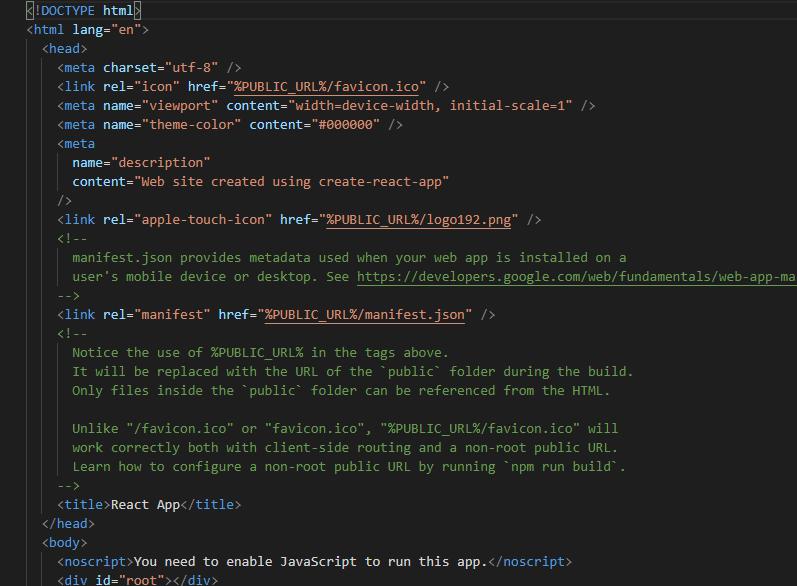 <!DOCTYPE html>
<html lang="en">
  <head>
    <meta charset="utf-8" />
    <link rel="icon" href="%PUBLIC_URL%/favicon.ico" />
    <meta name="viewport" content="width=device-width, initial-scale=1" />
    <meta name="theme-color" content="#000000" />
    <meta
      name="description"
      content="Web site created using create-react-app"
    />
    <link rel="apple-touch-icon" href="%PUBLIC_URL%/logo192.png" />
    <!--
      manifest.json provides metadata used when your web app is installed on a
      user's mobile device or desktop. See https://developers.google.com/web/fundamentals/web-app-ma
    -->
    <link rel="manifest" href="%PUBLIC_URL%/manifest.json" />
    <!--
      Notice the use of %PUBLIC_URL% in the tags above.
      It will be replaced with the URL of the `public` folder during the build.
      Only files inside the `public` folder can be referenced from the HTML.

      Unlike "/favicon.ico" or "favicon.ico", "%PUBLIC_URL%/favicon.ico" will
      work correctly both with client-side routing and a non-root public URL.
      Learn how to configure a non-root public URL by running `npm run build`.
    -->
    <title>React App</title>
  </head>
  <body>
    <noscript>You need to enable JavaScript to run this app.</noscript>
    <div id="root"></div>